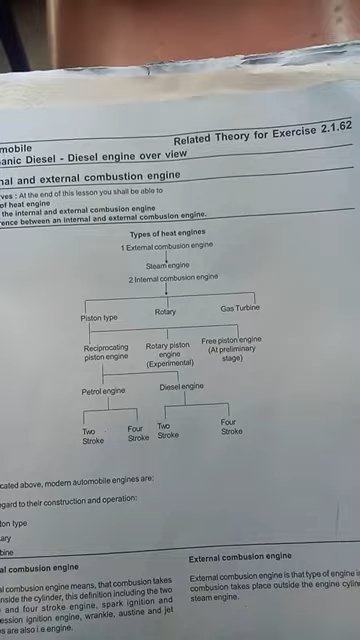 mobile
Related Theory for Exercise 2.1.62
anic Diesel - Diesel engine over view
nal and external combustion engine
ves : At the end of this lesson you shall be able to
of heat engine
the internal and external combustion engine
rence between an internal and external combustion engine.
Types of heat engines
1 External combustion engine
Steam engine
2 Internal combustion engine
Piston type
Rotary
Gas Turbine
Reciprocating
piston engine
Rotary piston
engine
(Experimental)
Free piston engine
(At preliminary
stage)
Petrol engine
Diesel engine
Two
Stroke
Four
Stroke
Two
Stroke
Four
Stroke
cated above, modern automobile engines are:
egard to their construction and operation:
ton type
ary
bine
al combustion engine
al combustion engine means, that combustion takes
nside the cylinder, this definition including the two
and four stroke engine, spark ignition and
ession ignition engine, wrankle, austine and jet
s are also i.e engine.
External combustion engine
External combustion engine is that type of engine i
combustion takes place outside the engine cylin
steam engine.